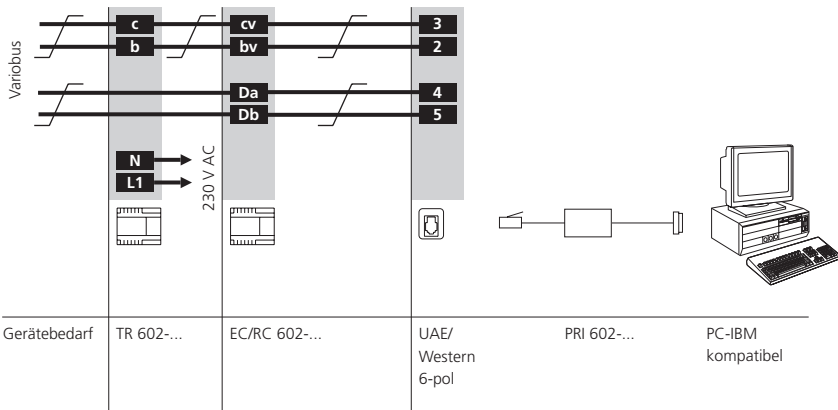 Variobus
c cv 3
b bv 2
Da 4
Db 5
N
L1
230 V AC
Gerätebedarf TR 602-... EC/RC 602-... UAE/ PRI 602-... PC-IBM
Western kompatibel
6-pol